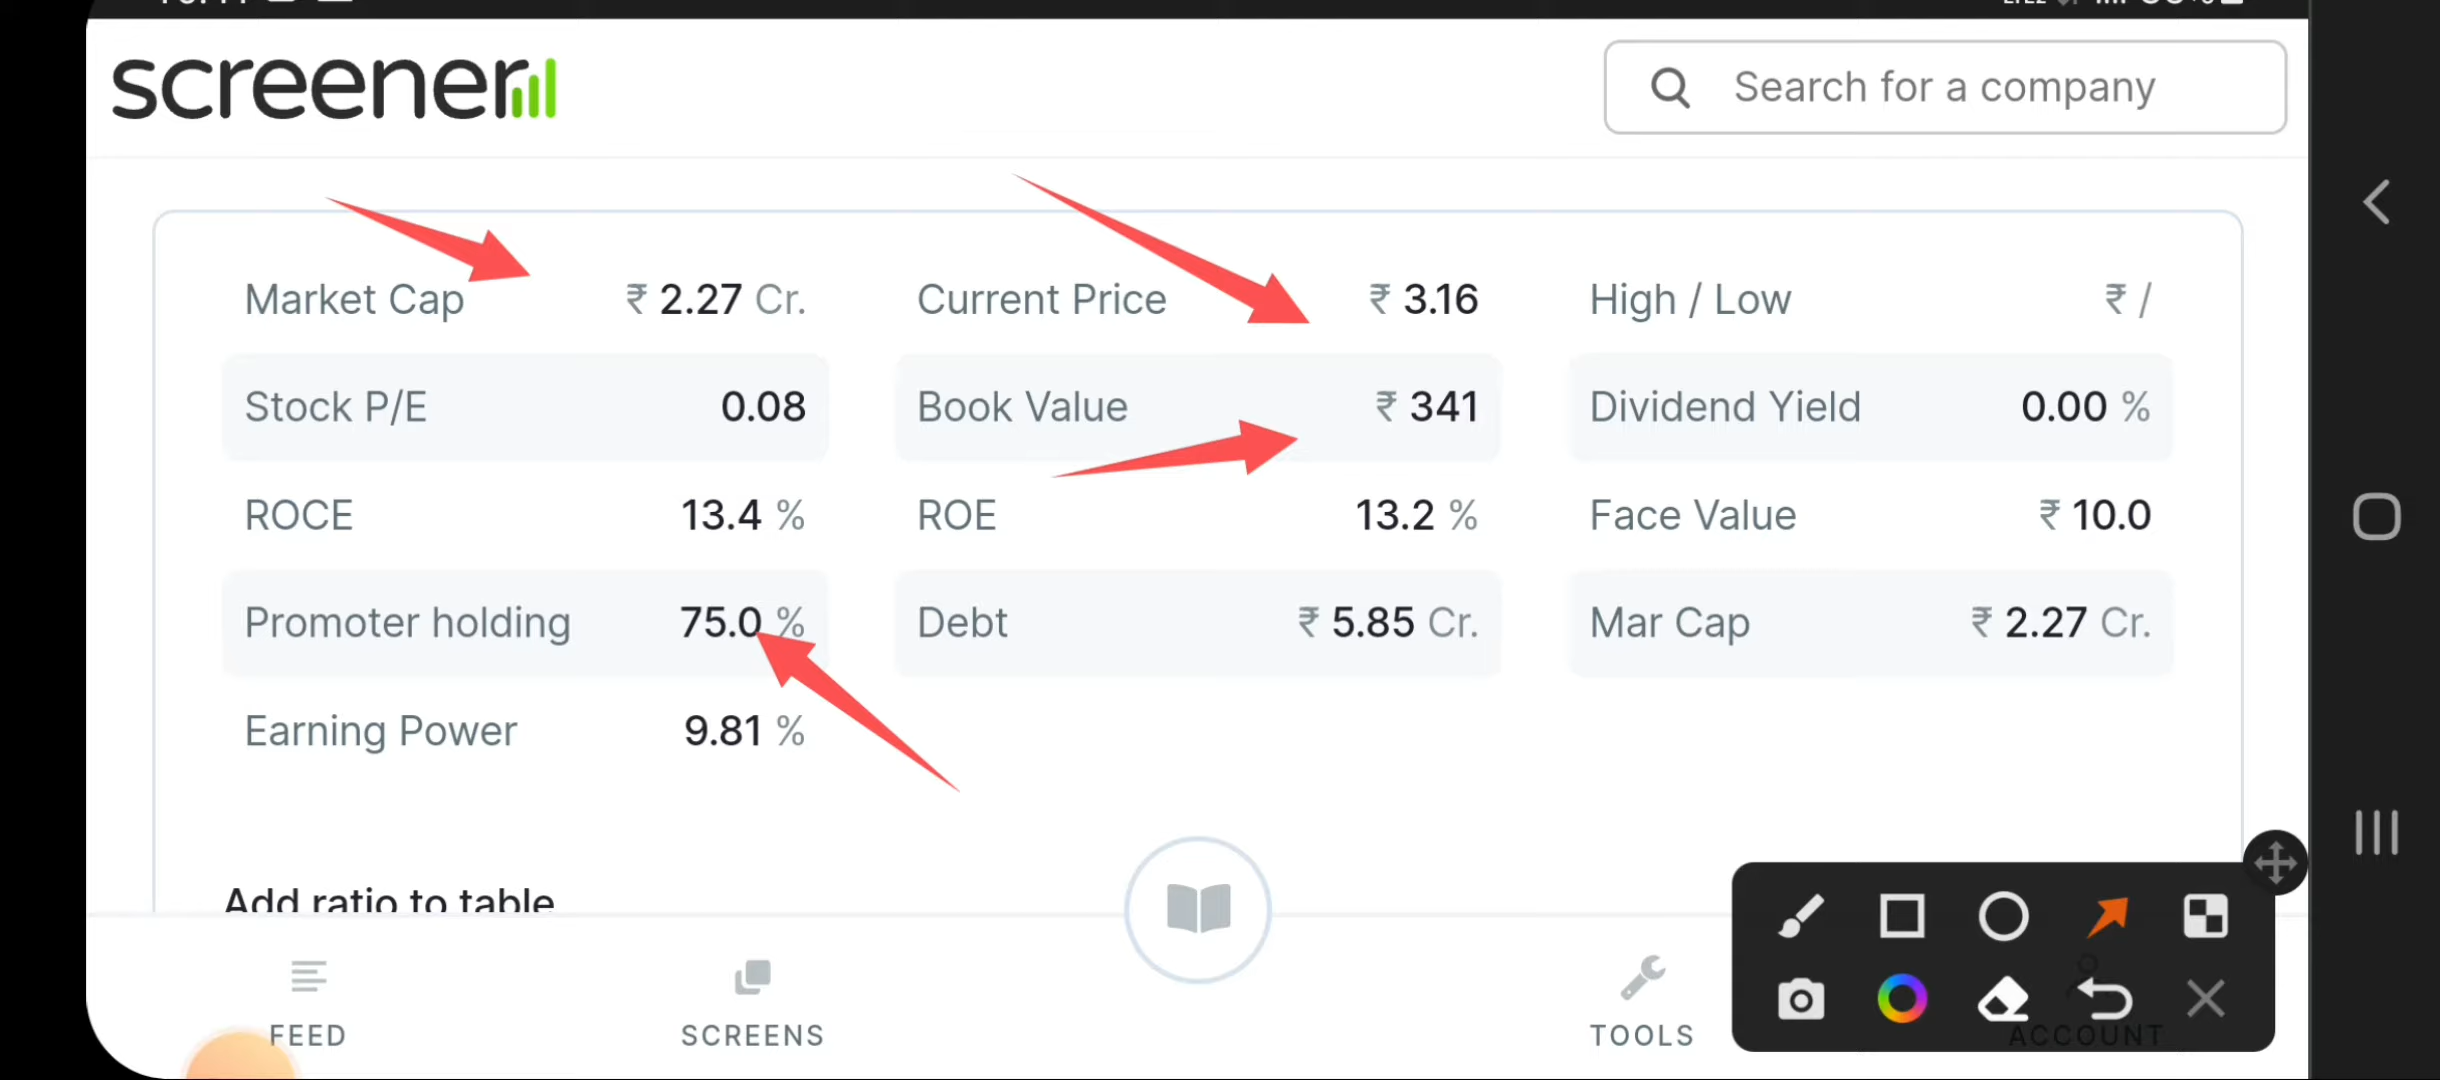 screener
Search for a company
Market Cap ₹ 2.27 Cr.
Current Price ₹ 3.16
High / Low ₹ /
Stock P/E 0.08
Book Value ₹ 341
Dividend Yield 0.00 %
ROCE 13.4 %
ROE 13.2 %
Face Value ₹ 10.0
Promoter holding 75.0 %
Debt ₹ 5.85 Cr.
Mar Cap ₹ 2.27 Cr.
Earning Power 9.81 %
Add ratio to table
FEED
SCREENS
TOOLS
ACCOUNT